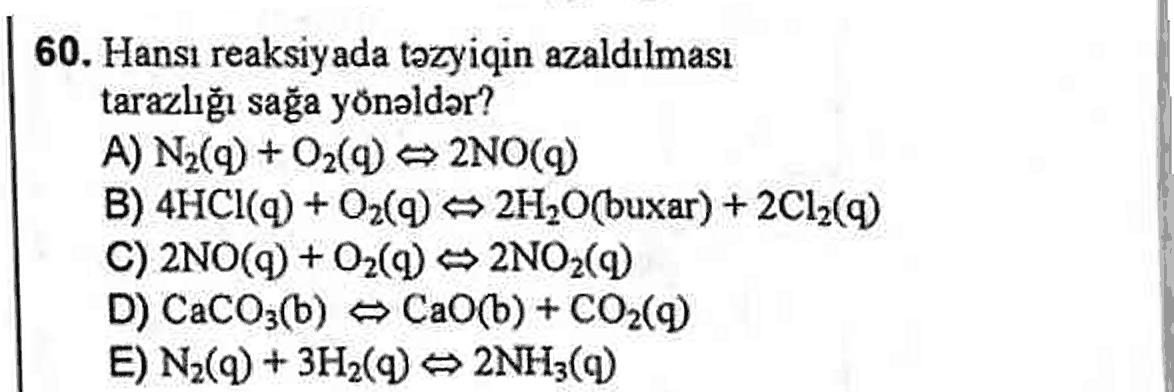 60. Hansı reaksiyada təzyiqin azaldılması
tarazlığı sağa yönəldər?
A) N₂(q) + O₂(q) ⇔ 2NO(q)
B) 4HCl(q) + O₂(q) ⇔ 2H₂O(buxar) + 2Cl₂(q)
C) 2NO(q) + O₂(q) ⇔ 2NO₂(q)
D) CaCO₃(b) ⇔ CaO(b) + CO₂(q)
E) N₂(q) + 3H₂(q) ⇔ 2NH₃(q)